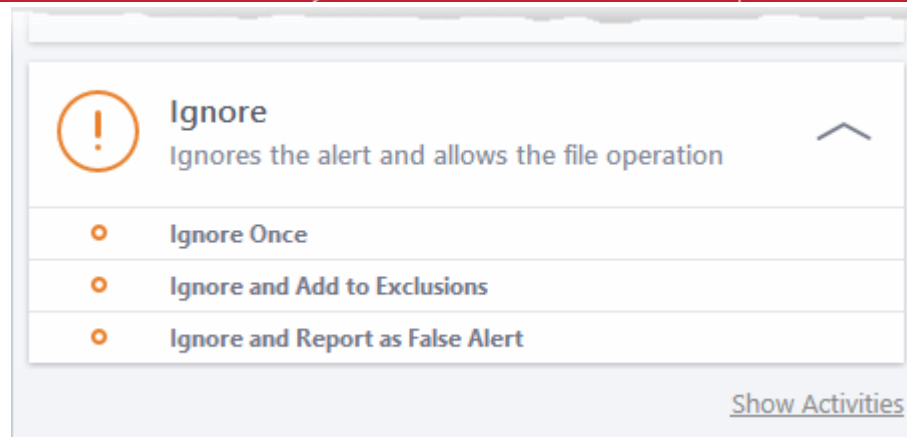 Ignore
Ignores the alert and allows the file operation
Ignore Once
Ignore and Add to Exclusions
Ignore and Report as False Alert
Show Activities